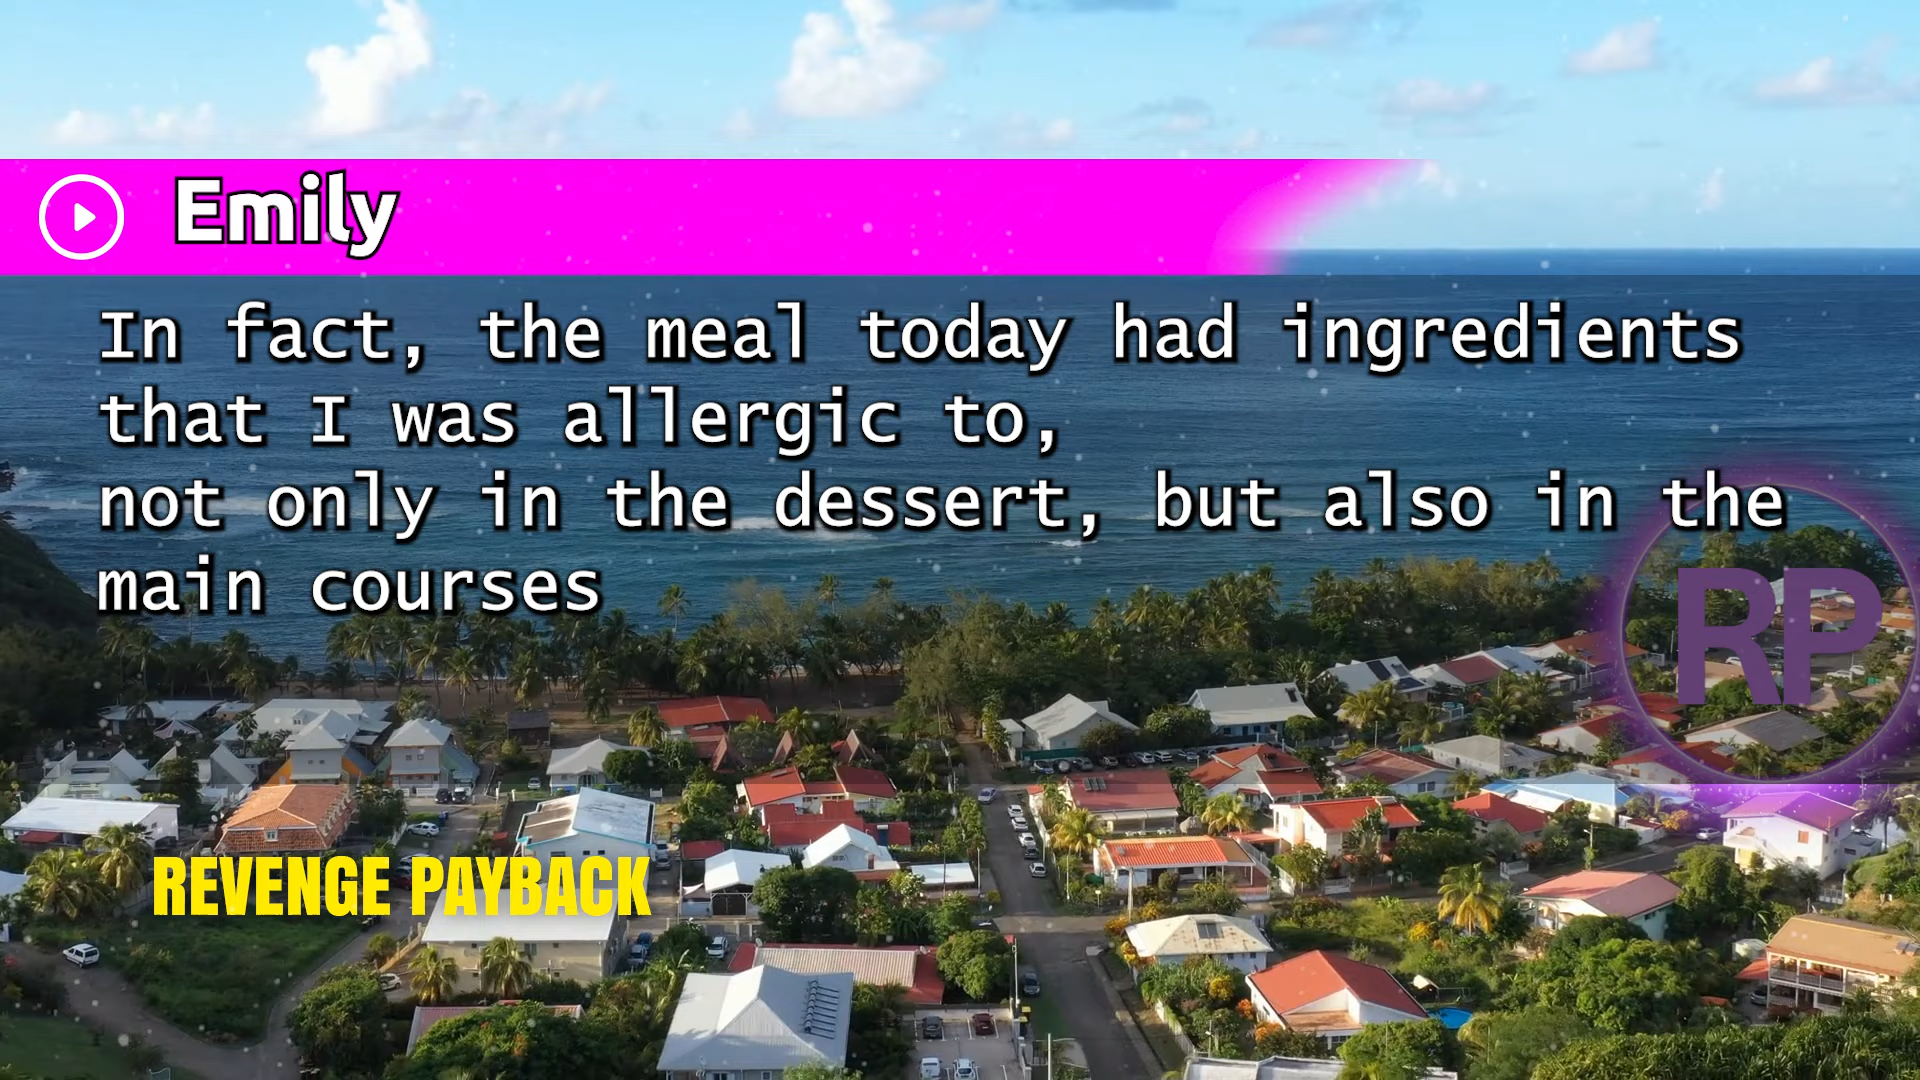 Emily
In fact, the meal today had ingredients
that I was allergic to,
not only in the dessert, but also in the
main courses
RP
REVENGE PAYBACK